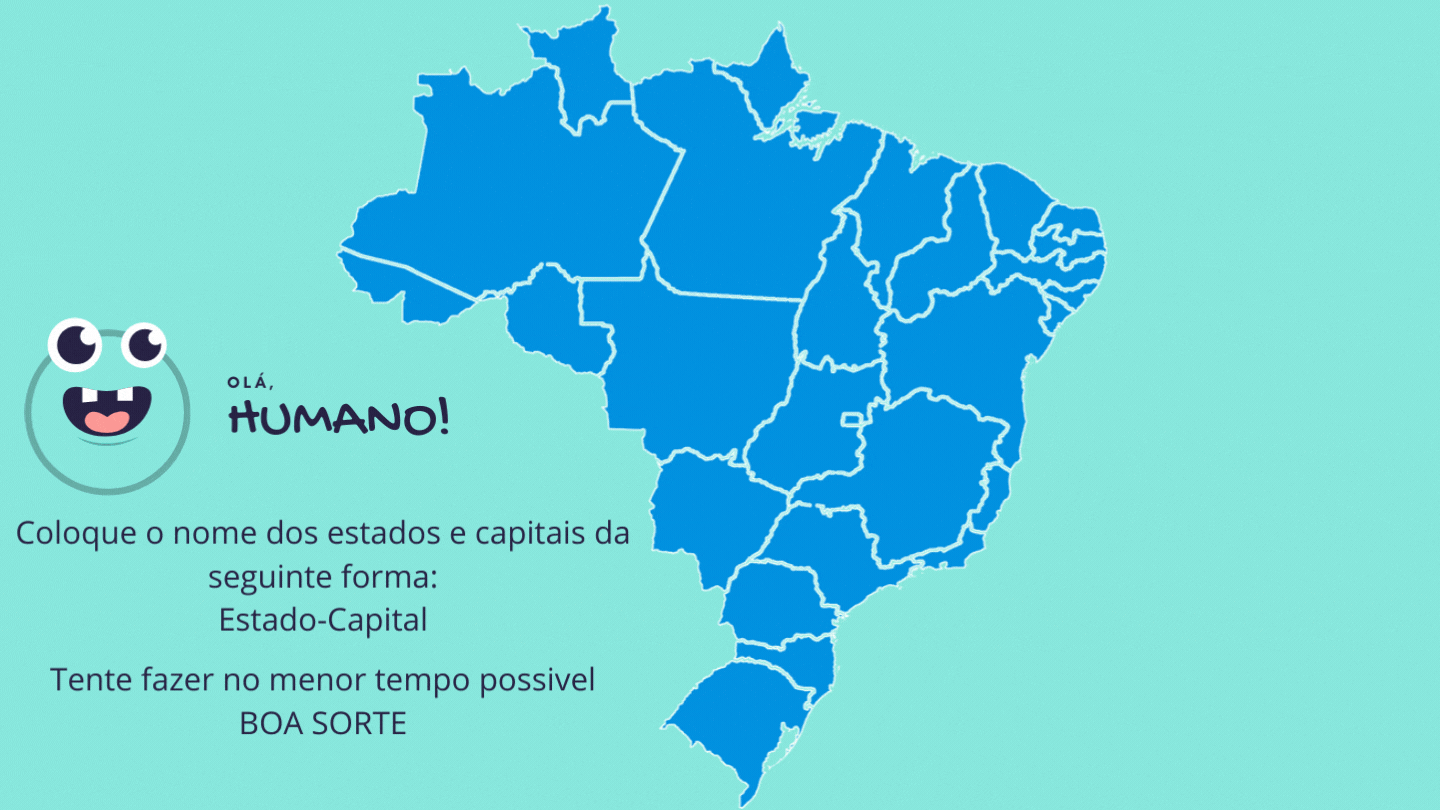 OLÁ,
HUMANO!
Coloque o nome dos estados e capitais da
seguinte forma:
Estado-Capital
Tente fazer no menor tempo possivel
BOA SORTE